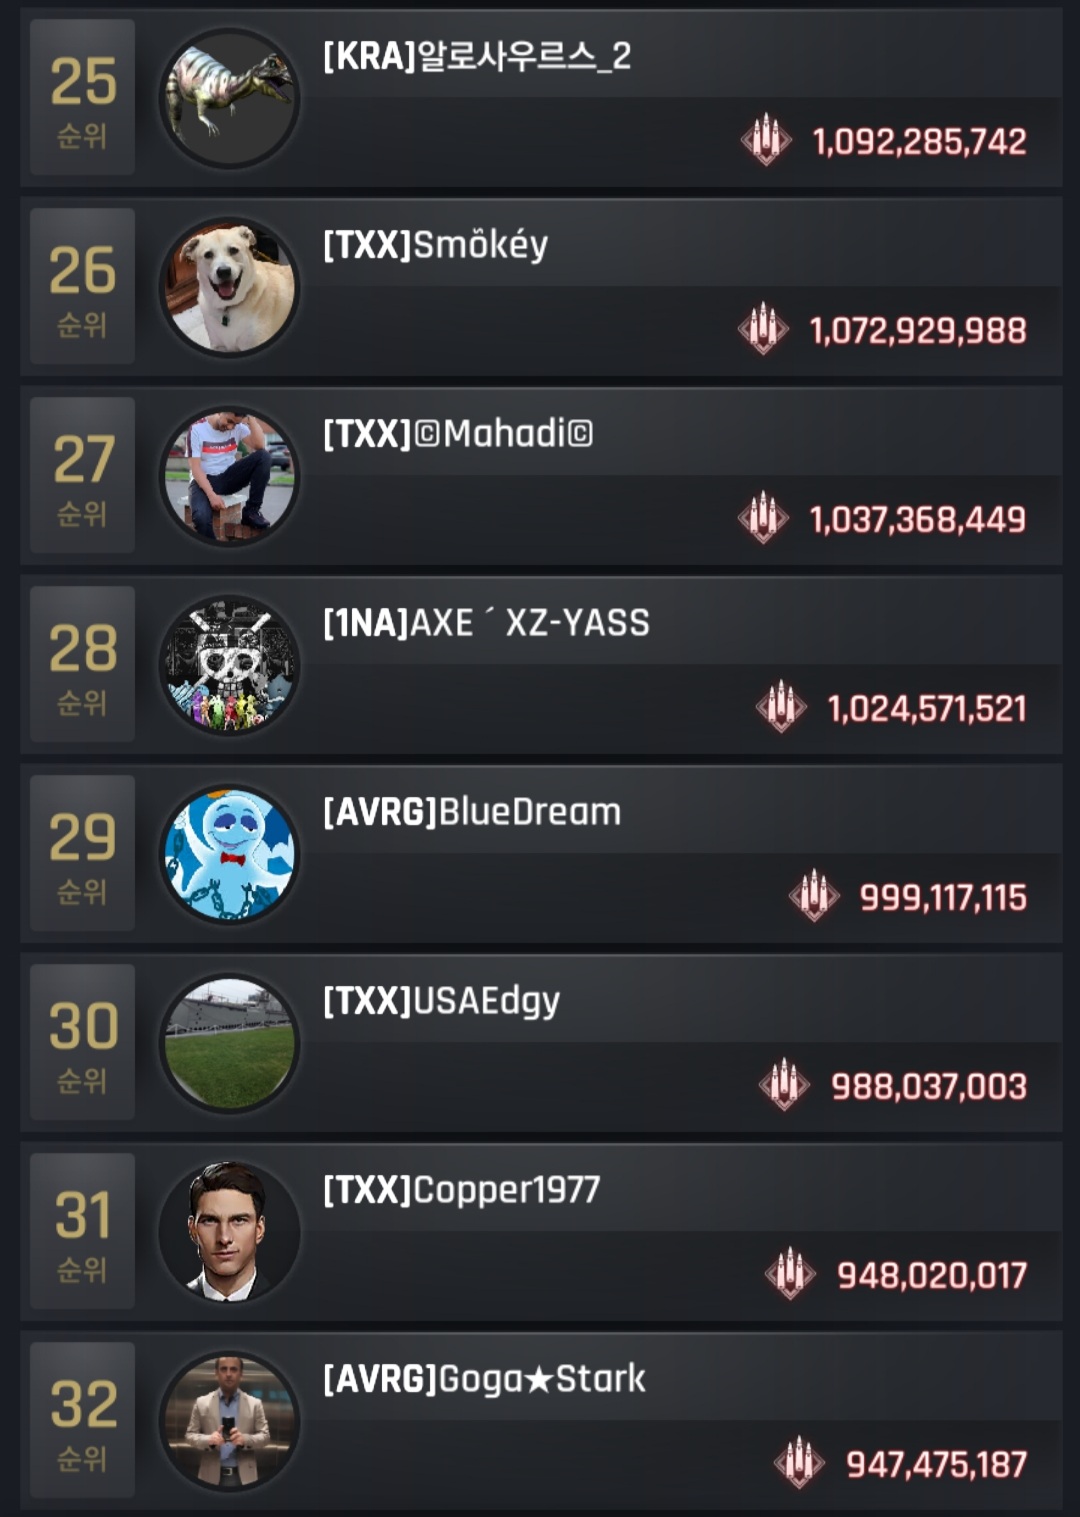 25
순위
[KRA]알로사우르스_2
1,092,285,742
26
순위
[TXX]Smõkéy
1,072,929,988
27
순위
[TXX]©Mahadi©
1,037,368,449
28
순위
[1NA]AXE ´ XZ-YASS
1,024,571,521
29
순위
[AVRG]BlueDream
999,117,115
30
순위
[TXX]USAEdgy
988,037,003
31
순위
[TXX]Copper1977
948,020,017
32
순위
[AVRG]Goga★Stark
947,475,187